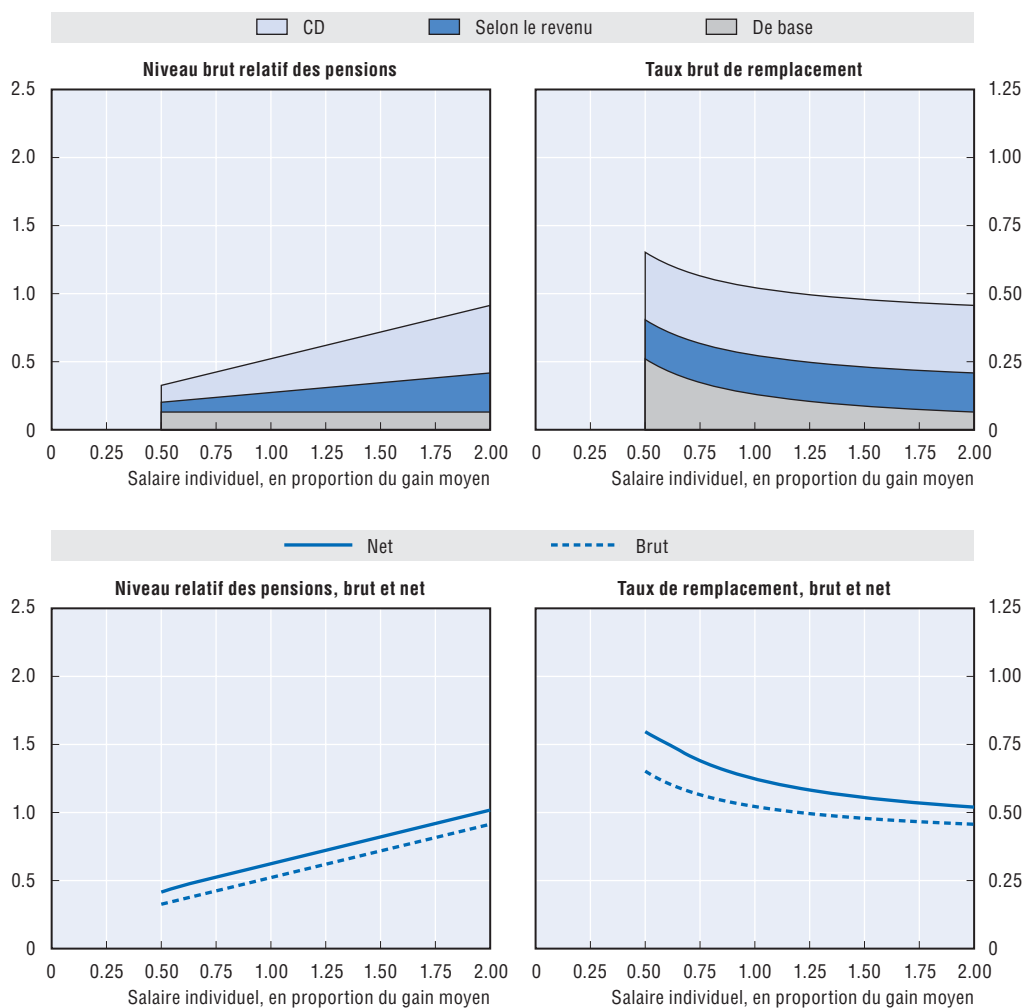 CD Selon le revenu De base
Niveau brut relatif des pensions
2.5
2.0
1.5
1.0
0.5
0
0 0.25 0.50 0.75 1.00 1.25 1.50 1.75 2.00
Salaire individuel, en proportion du gain moyen
Taux brut de remplacement
1.25
1.00
0.75
0.50
0.25
0
0 0.25 0.50 0.75 1.00 1.25 1.50 1.75 2.00
Salaire individuel, en proportion du gain moyen
Net Brut
Niveau relatif des pensions, brut et net
2.5
2.0
1.5
1.0
0.5
0
0 0.25 0.50 0.75 1.00 1.25 1.50 1.75 2.00
Salaire individuel, en proportion du gain moyen
Taux de remplacement, brut et net
1.25
1.00
0.75
0.50
0.25
0
0 0.25 0.50 0.75 1.00 1.25 1.50 1.75 2.00
Salaire individuel, en proportion du gain moyen